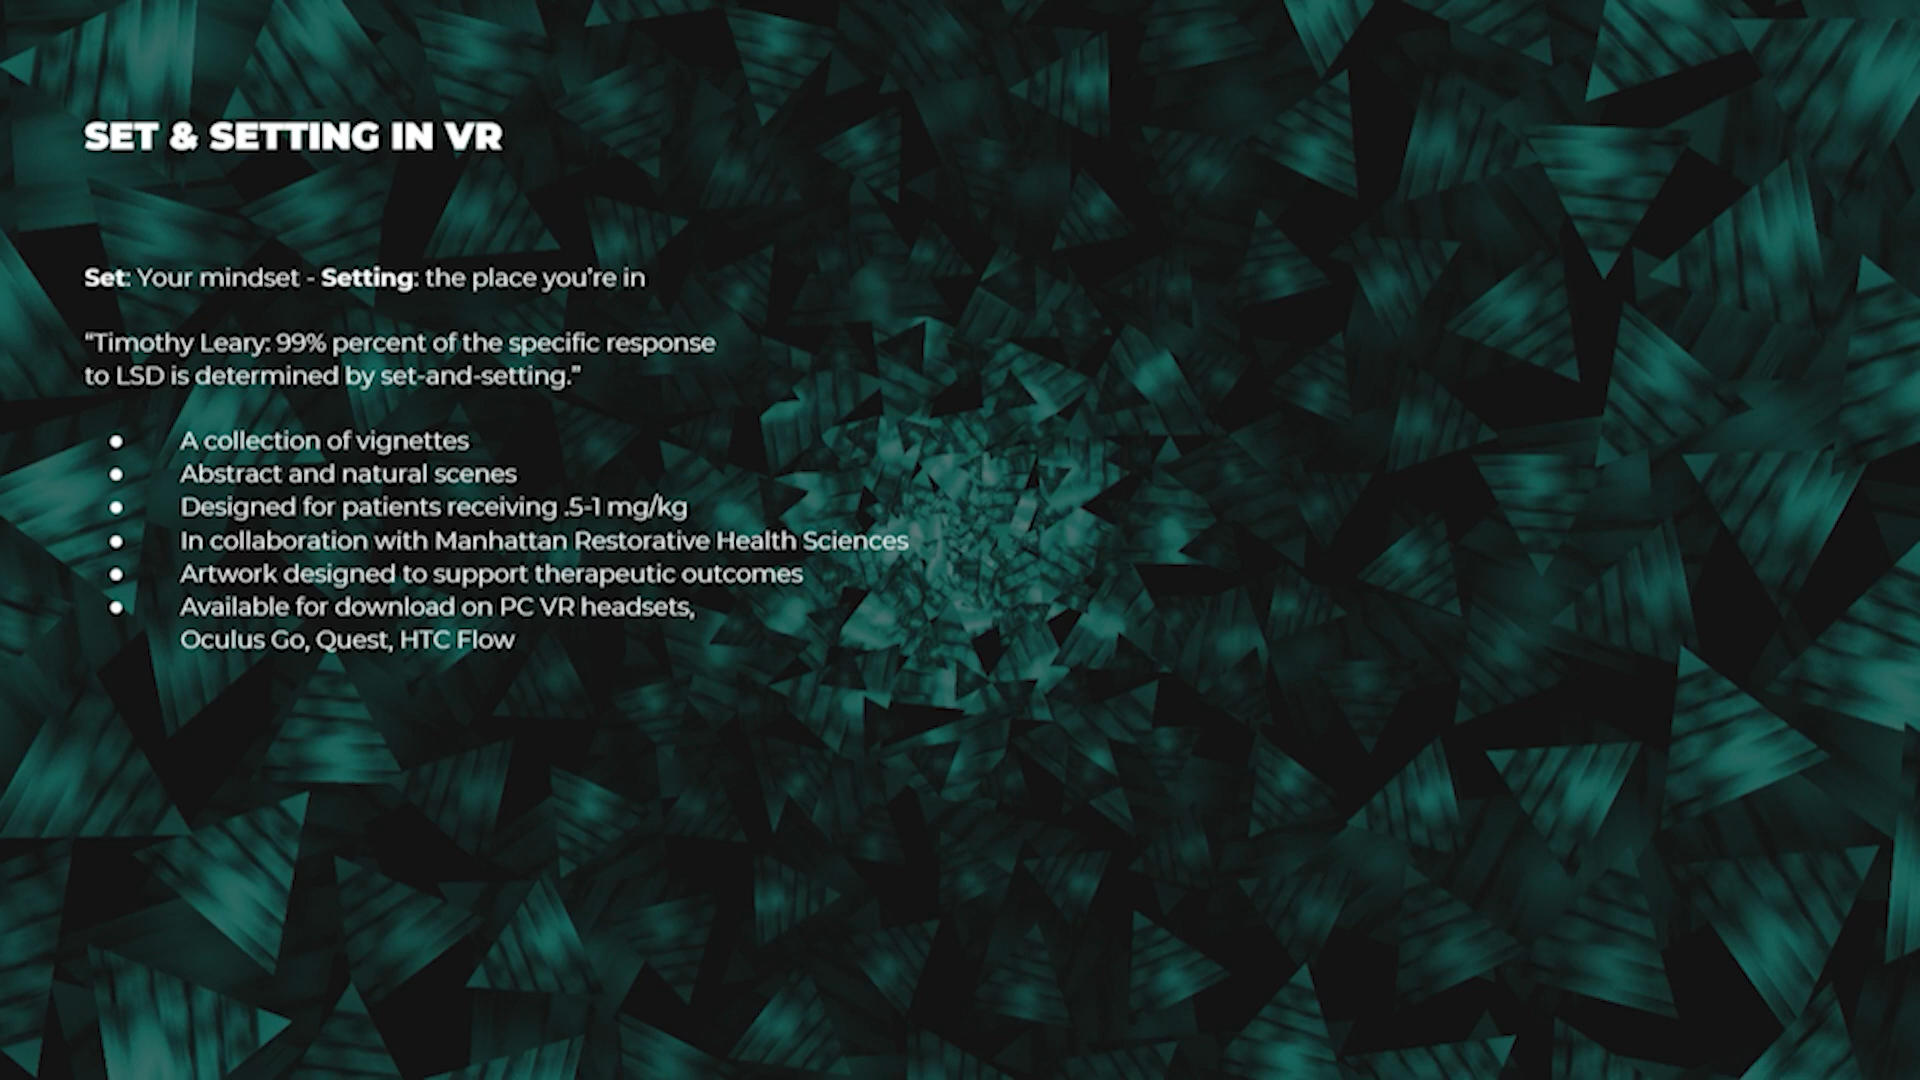 SET & SETTING IN VR
Set: Your mindset - Setting: the place you're in
“Timothy Leary: 99% percent of the specific response
to LSD is determined by set-and-setting.”
● A collection of vignettes
● Abstract and natural scenes
● Designed for patients receiving .5-1 mg/kg
● In collaboration with Manhattan Restorative Health Sciences
● Artwork designed to support therapeutic outcomes
● Available for download on PC VR headsets,
Oculus Go, Quest, HTC Flow